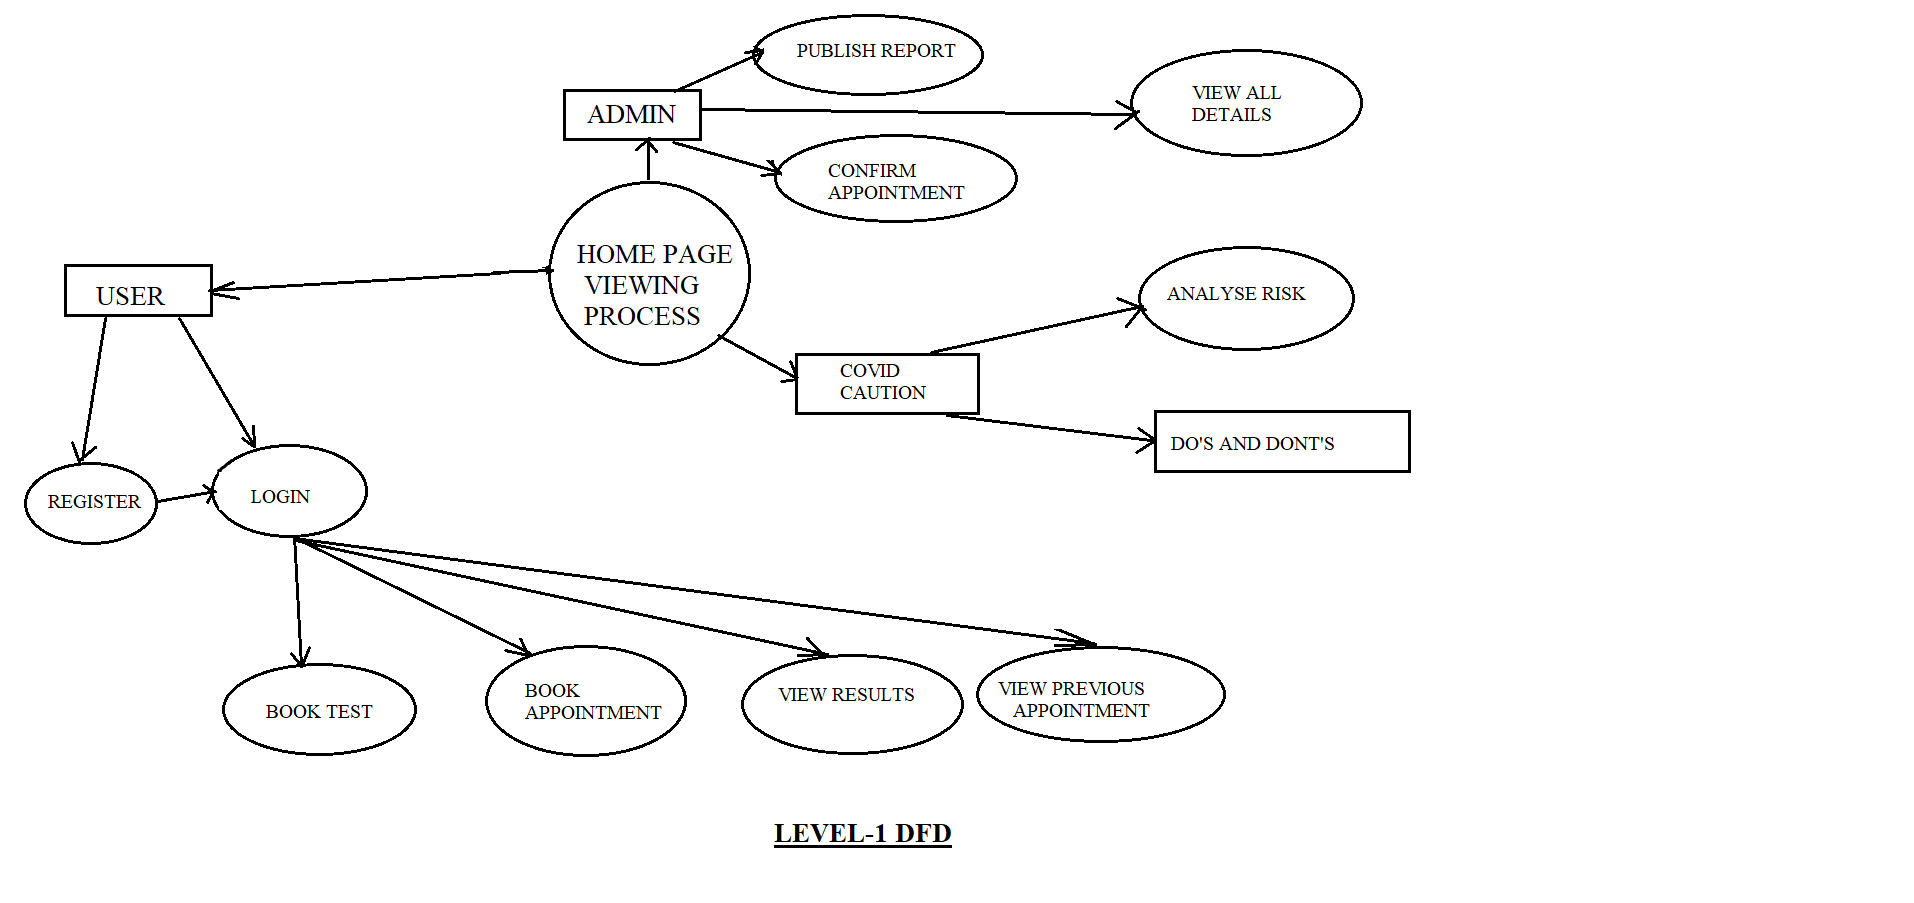 PUBLISH REPORT
VIEW ALL
DETAILS
ADMIN
CONFIRM
APPOINTMENT
HOME PAGE
VIEWING
PROCESS
USER
ANALYSE RISK
COVID
CAUTION
DO'S AND DONT'S
REGISTER
LOGIN
BOOK TEST
BOOK
APPOINTMENT
VIEW RESULTS
VIEW PREVIOUS
APPOINTMENT
LEVEL-1 DFD